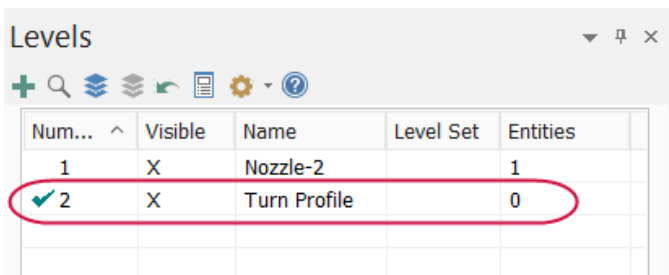 Levels
Num... Visible Name Level Set Entities
1 X Nozzle-2 1
2 X Turn Profile 0